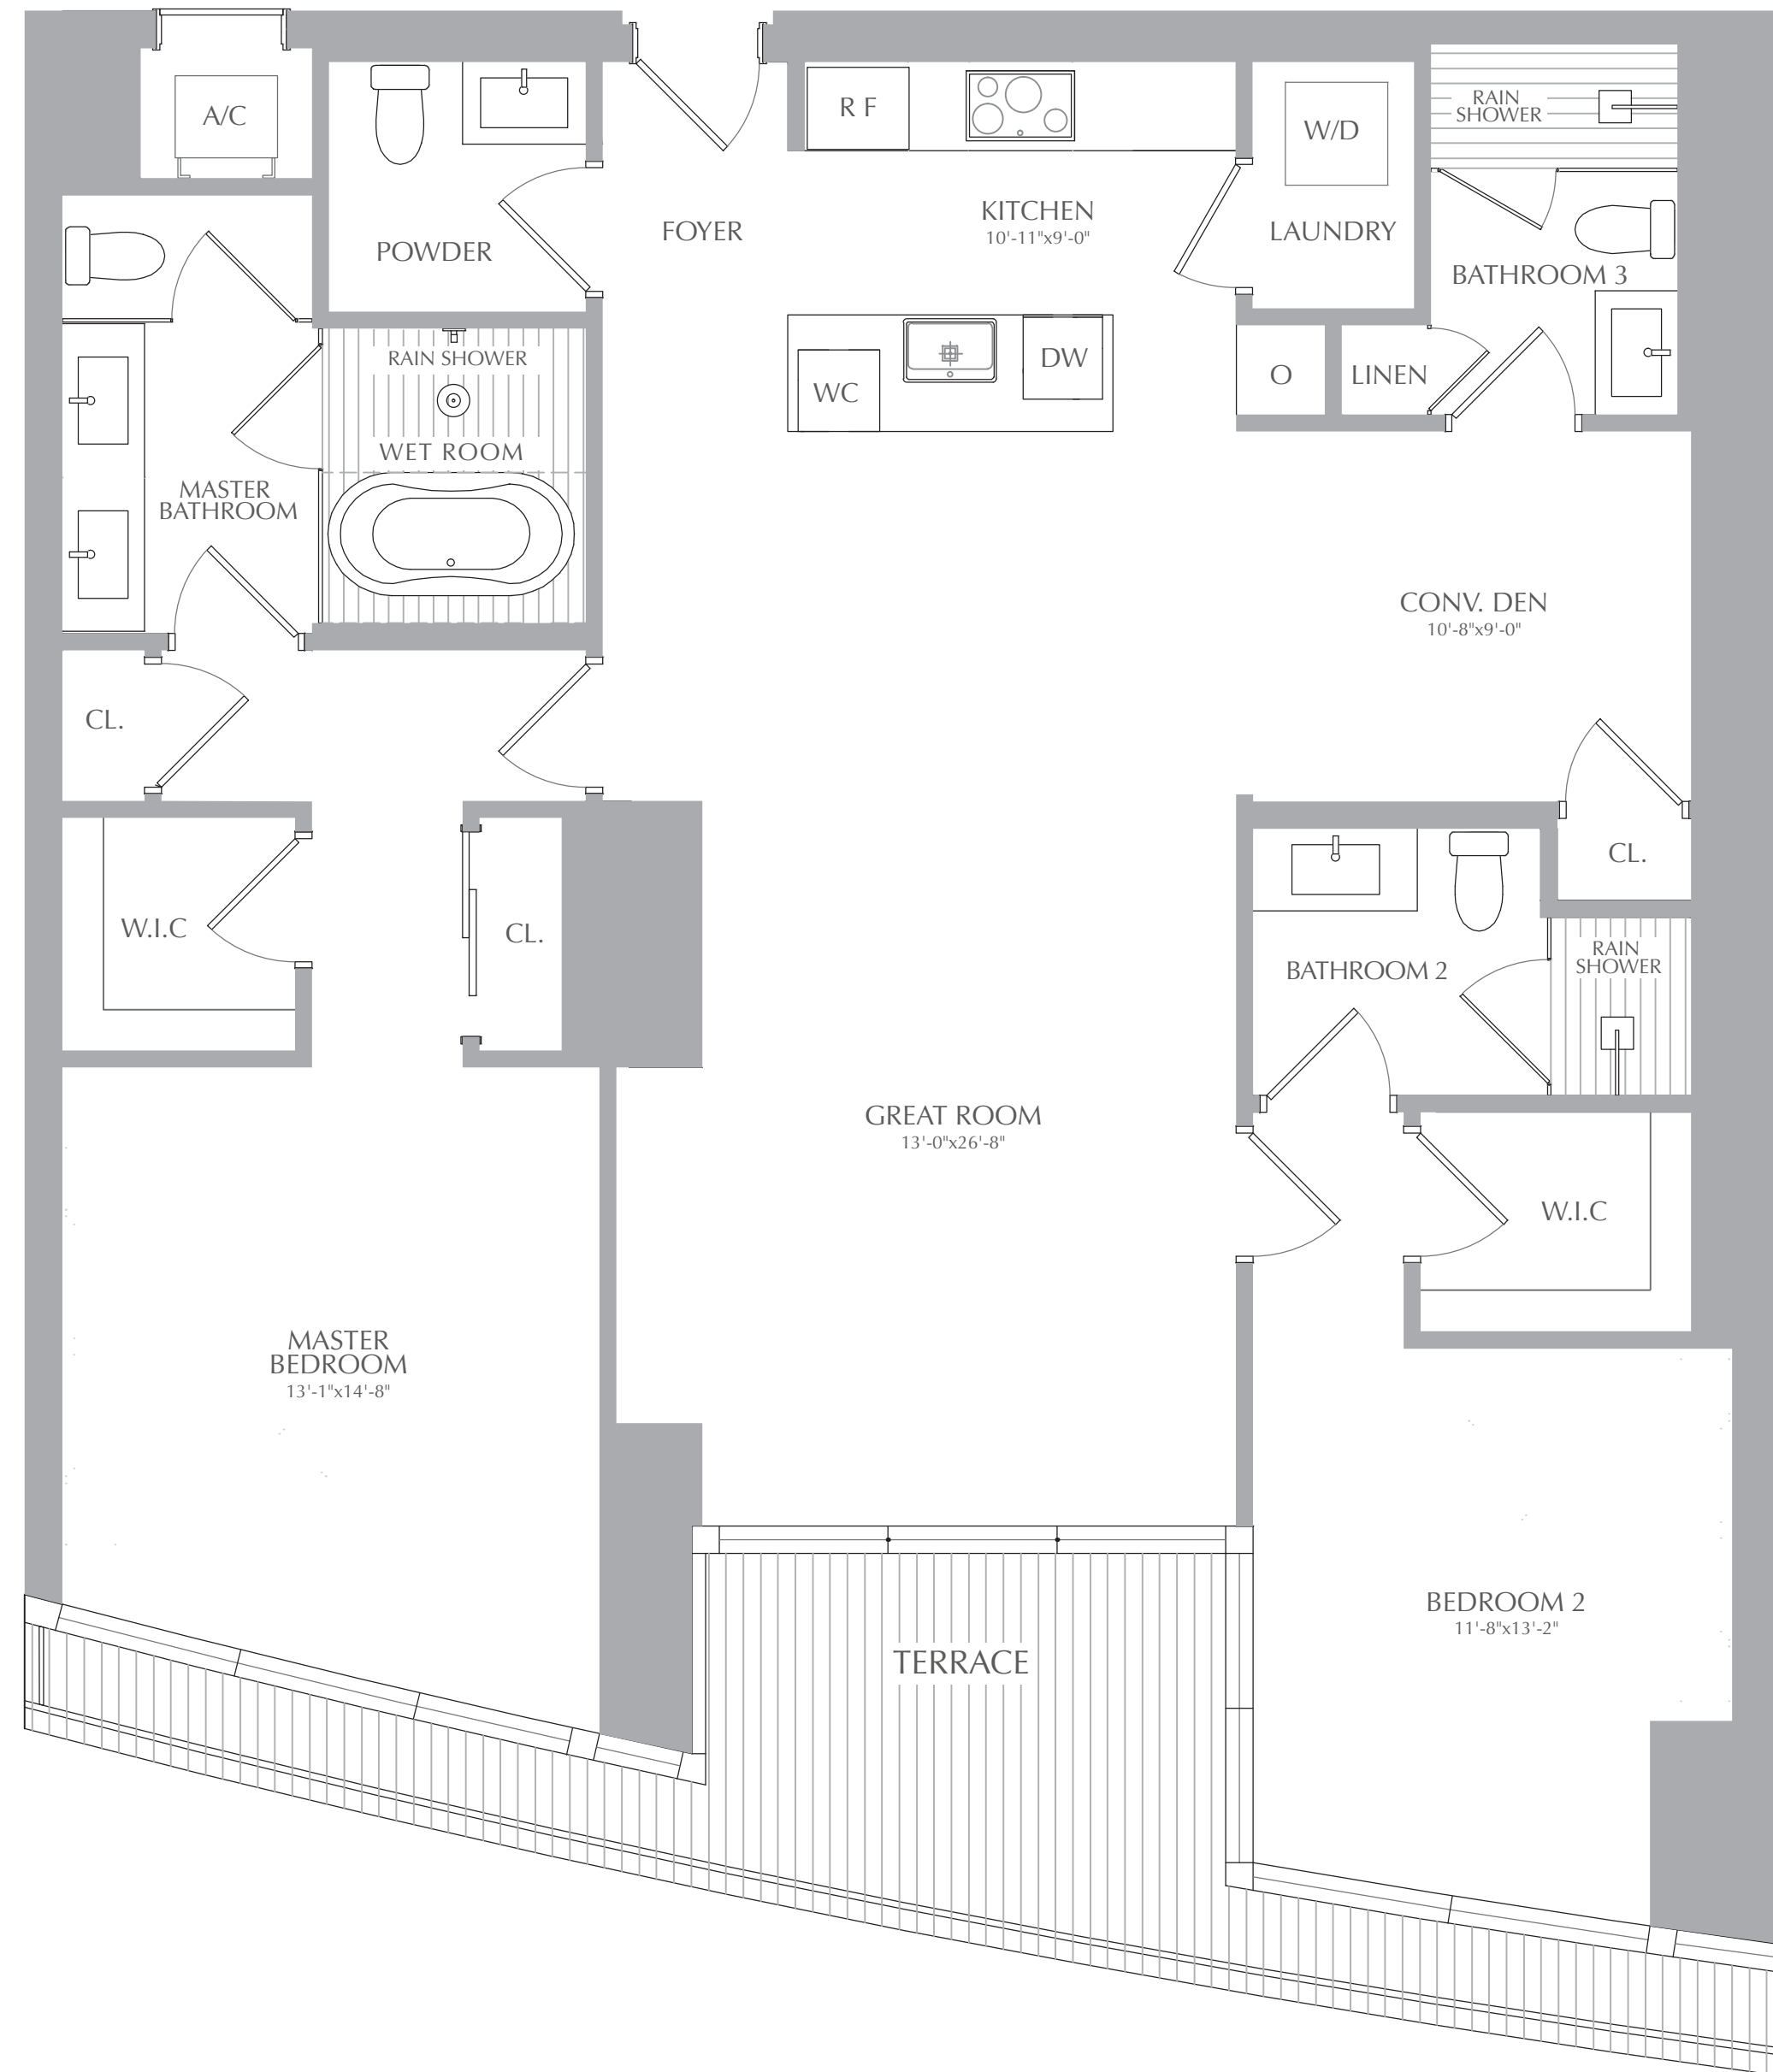 A/C
R F
W/D
RAIN
SHOWER
POWDER
FOYER
KITCHEN
10'-11"x9'-0"
LAUNDRY
BATHROOM 3
RAIN SHOWER
WET ROOM
WC
DW
O
LINEN
MASTER
BATHROOM
CONV. DEN
10'-8"x9'-0"
CL.
CL.
W.I.C
CL.
BATHROOM 2
RAIN
SHOWER
GREAT ROOM
13'-0"x26'-8"
W.I.C
MASTER
BEDROOM
13'-1"x14'-8"
BEDROOM 2
11'-8"x13'-2"
TERRACE